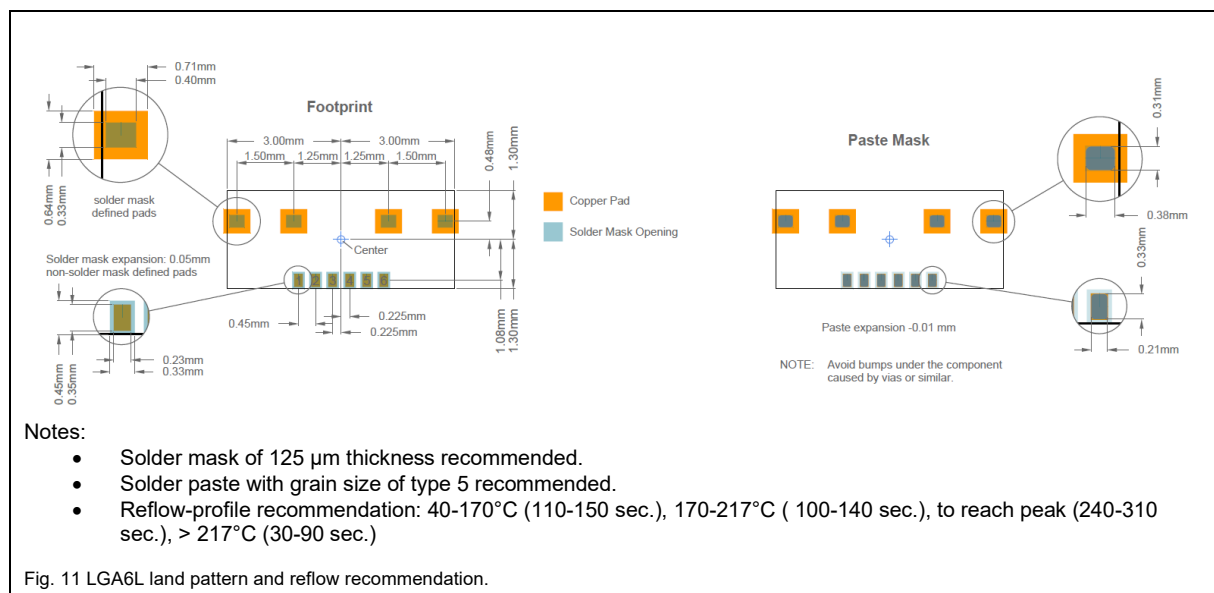 0.71mm
0.40mm
Footprint
3.00mm
3.00mm
1.50mm
1.25mm
1.25mm
1.50mm
0.48mm
1.30mm
0.64mm
0.33mm
solder mask
defined pads
Copper Pad
Solder Mask Opening
Center
Solder mask expansion: 0.05mm
non-solder mask defined pads
0.45mm
0.225mm
0.225mm
1.08mm
1.30mm
0.45mm
0.35mm
0.23mm
0.33mm
Paste Mask
0.31mm
0.38mm
0.33mm
0.21mm
Paste expansion -0.01 mm
NOTE: Avoid bumps under the component
caused by vias or similar.
Notes:
• Solder mask of 125 µm thickness recommended.
• Solder paste with grain size of type 5 recommended.
• Reflow-profile recommendation: 40-170°C (110-150 sec.), 170-217°C ( 100-140 sec.), to reach peak (240-310
sec.), > 217°C (30-90 sec.)
Fig. 11 LGA6L land pattern and reflow recommendation.